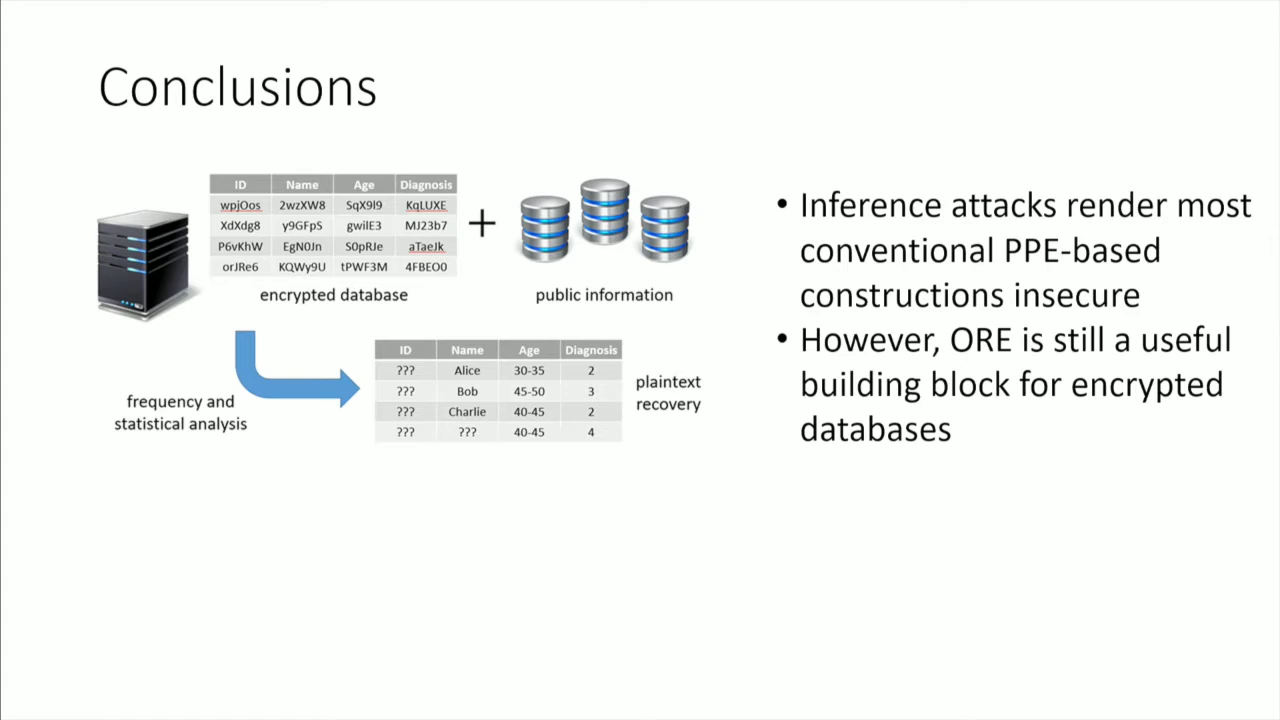 Conclusions
ID Name Age Diagnosis
wpjOos 2wzXW8 SqX9l9 KqLUXE
XdXdg8 y9GFpS gwilE3 MJ23b7
P6vKhW EgN0Jn S0pRJe aTaeJk
orJRe6 KQWy9U tPWF3M 4FBEO0
encrypted database
+
public information
frequency and
statistical analysis
ID Name Age Diagnosis
??? Alice 30-35 2
??? Bob 45-50 3
??? Charlie 40-45 2
??? ??? 40-45 4
plaintext
recovery
• Inference attacks render most
conventional PPE-based
constructions insecure
• However, ORE is still a useful
building block for encrypted
databases